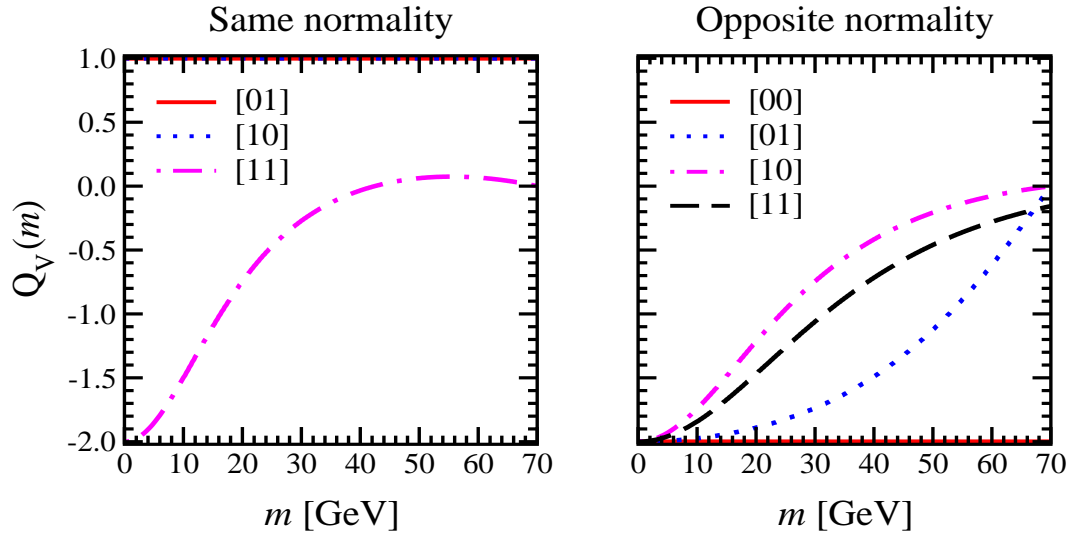 Same normality
Opposite normality
1.0
0.5
0.0
-0.5
-1.0
-1.5
-2.0
Q_V(m)
[01]
[10]
[11]
[00]
[01]
[10]
[11]
0 10 20 30 40 50 60 70
0 10 20 30 40 50 60 70
m [GeV]
m [GeV]